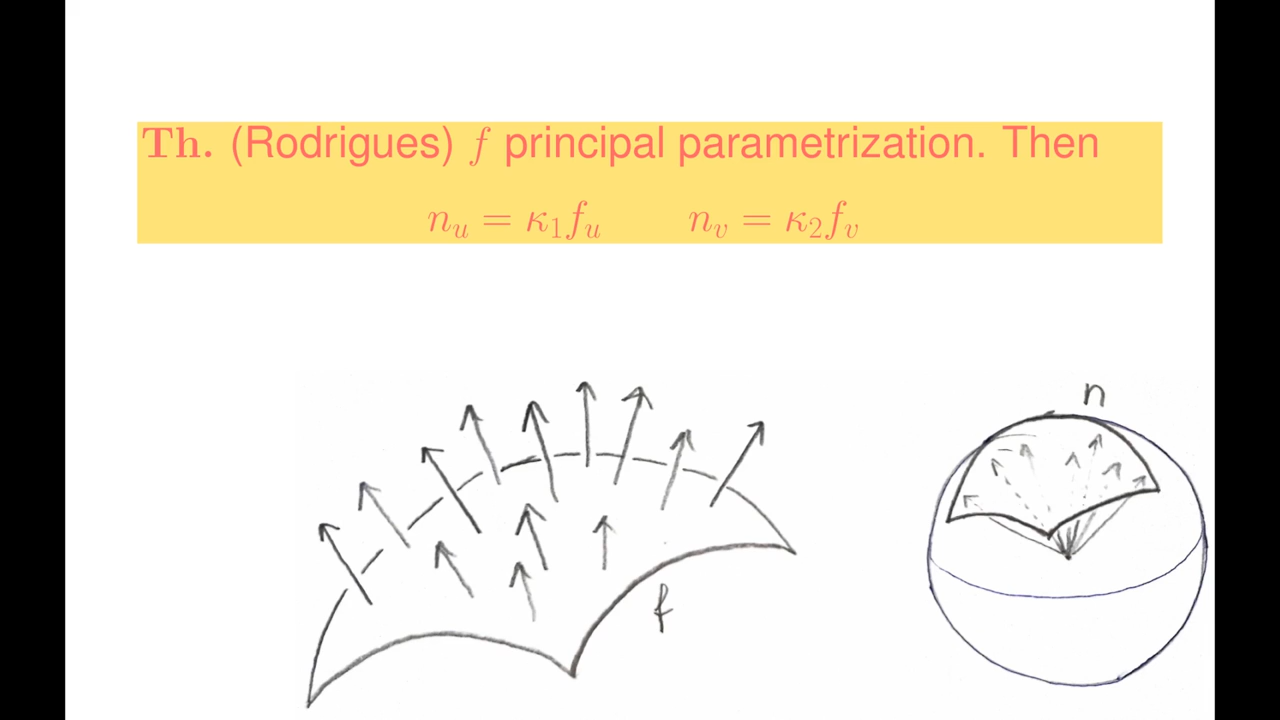 Th. (Rodrigues) f principal parametrization. Then
n_u = κ_1 f_u n_v = κ_2 f_v
n
f